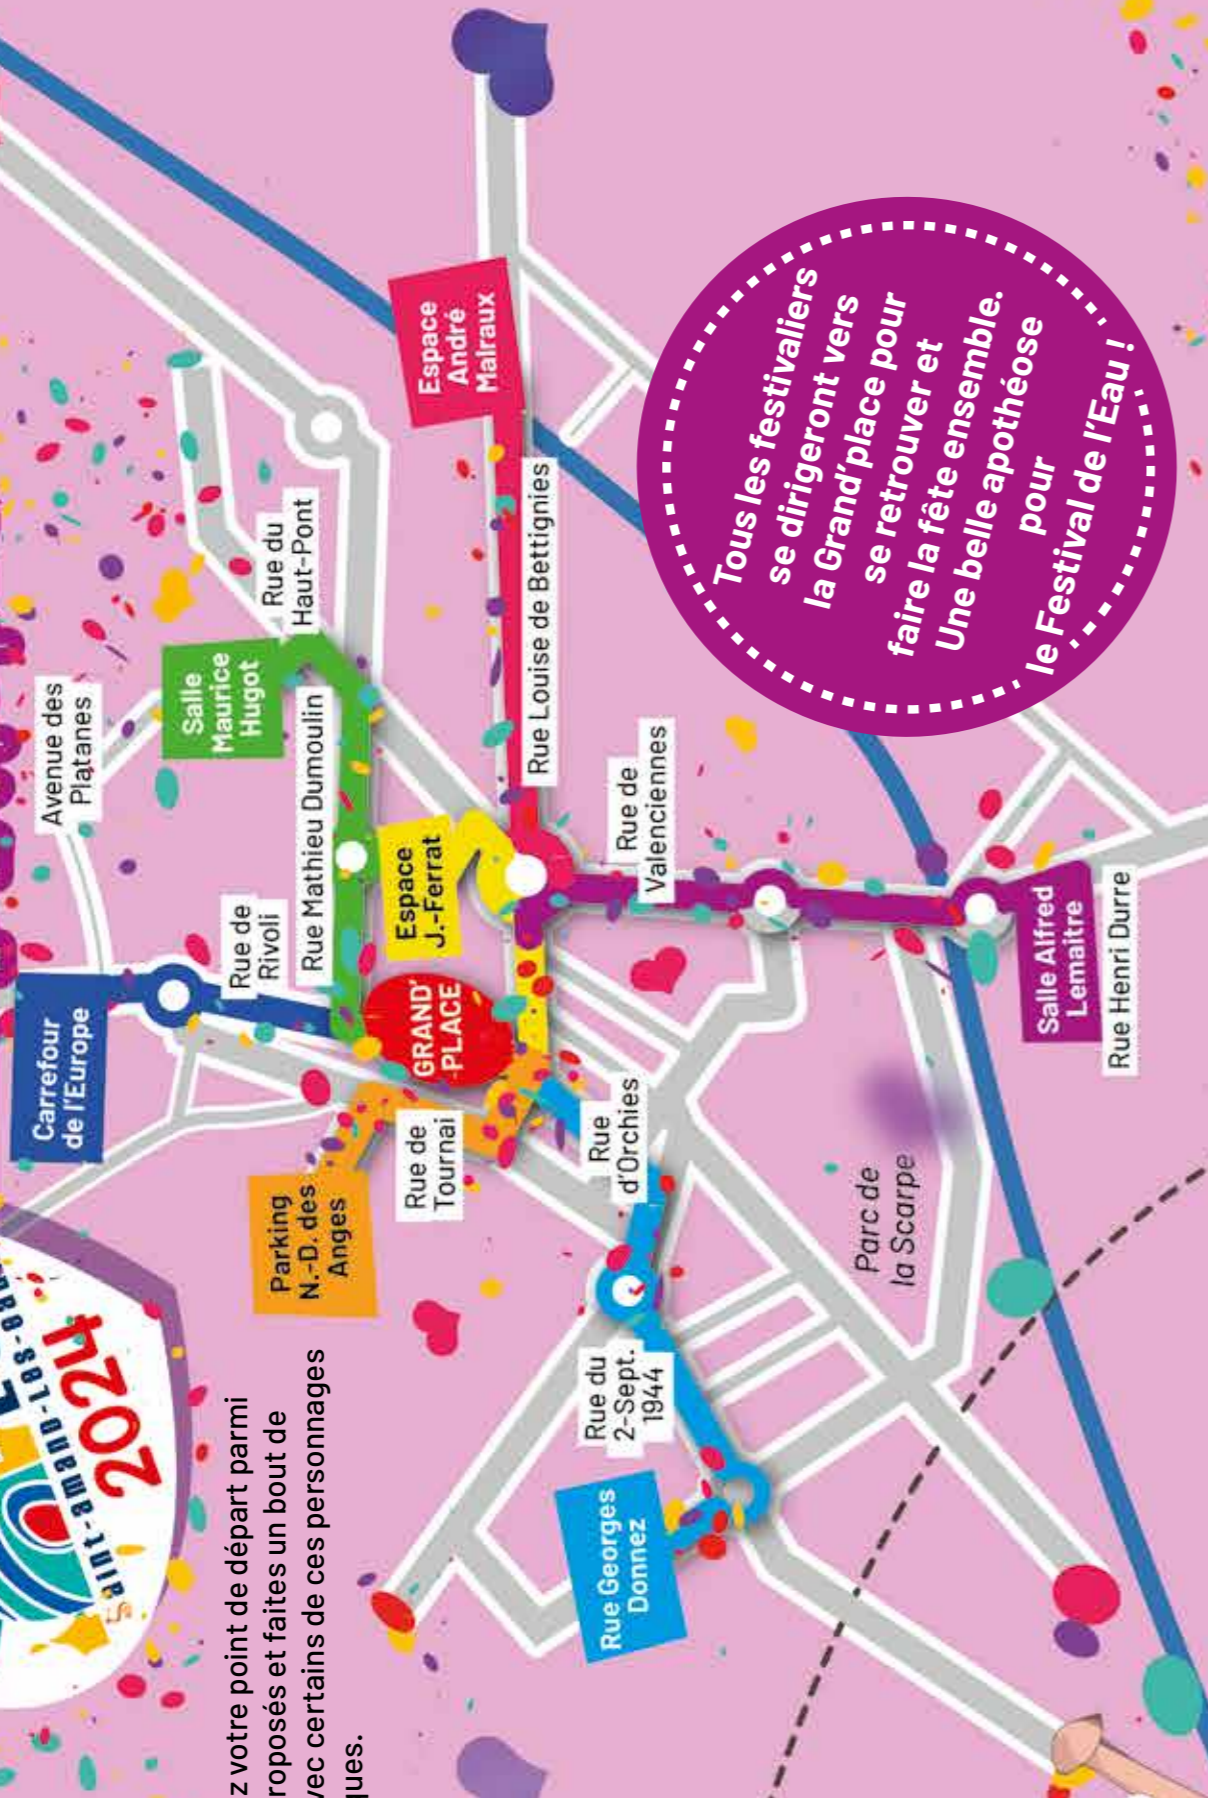 Saint-amand-Les-eau
2024
z votre point de départ parmi
roposés et faites un bout de
vec certains de ces personnages
ques.
Carrefour
de l'Europe
Avenue des
Platanes
Rue de
Rivoli
Salle
Maurice
Hugot
Rue du
Haut-Pont
Rue Mathieu Dumoulin
Parking
N.-D. des
Anges
Rue de
Tournai
GRAND'
-PLACE
Espace
J.-Ferrat
Espace
André
Malraux
Rue Louise de Bettignies
Rue
d'Orchies
Rue de
Valenciennes
Rue du
2-Sept.
1944
Rue Georges
Donnez
Parc de
la Scarpe
Salle Alfred
Lemaitre
Rue Henri Durre
Tous les festivaliers
se dirigeront vers
la Grand'place pour
se retrouver et
faire la fête ensemble.
Une belle apothéose
pour
le Festival de l'Eau !